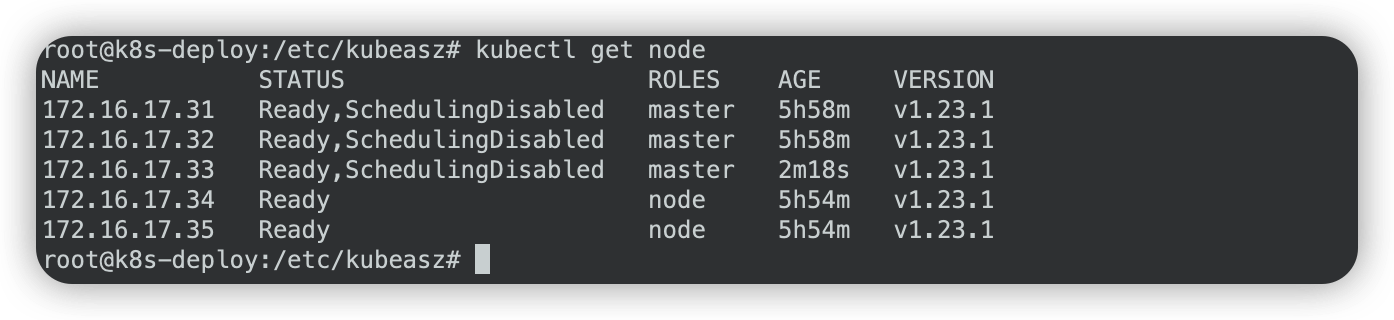 root@k8s-deploy:/etc/kubeasz# kubectl get node
NAME           STATUS                     ROLES    AGE     VERSION
172.16.17.31   Ready,SchedulingDisabled   master   5h58m   v1.23.1
172.16.17.32   Ready,SchedulingDisabled   master   5h58m   v1.23.1
172.16.17.33   Ready,SchedulingDisabled   master   2m18s   v1.23.1
172.16.17.34   Ready                      node     5h54m   v1.23.1
172.16.17.35   Ready                      node     5h54m   v1.23.1
root@k8s-deploy:/etc/kubeasz#